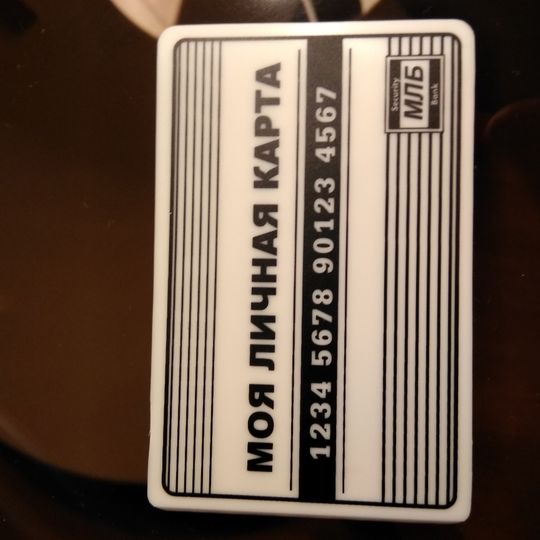 Security
МЛБ
Bank
МОЯ ЛИЧНАЯ КАРТА
1234 5678 90123 4567